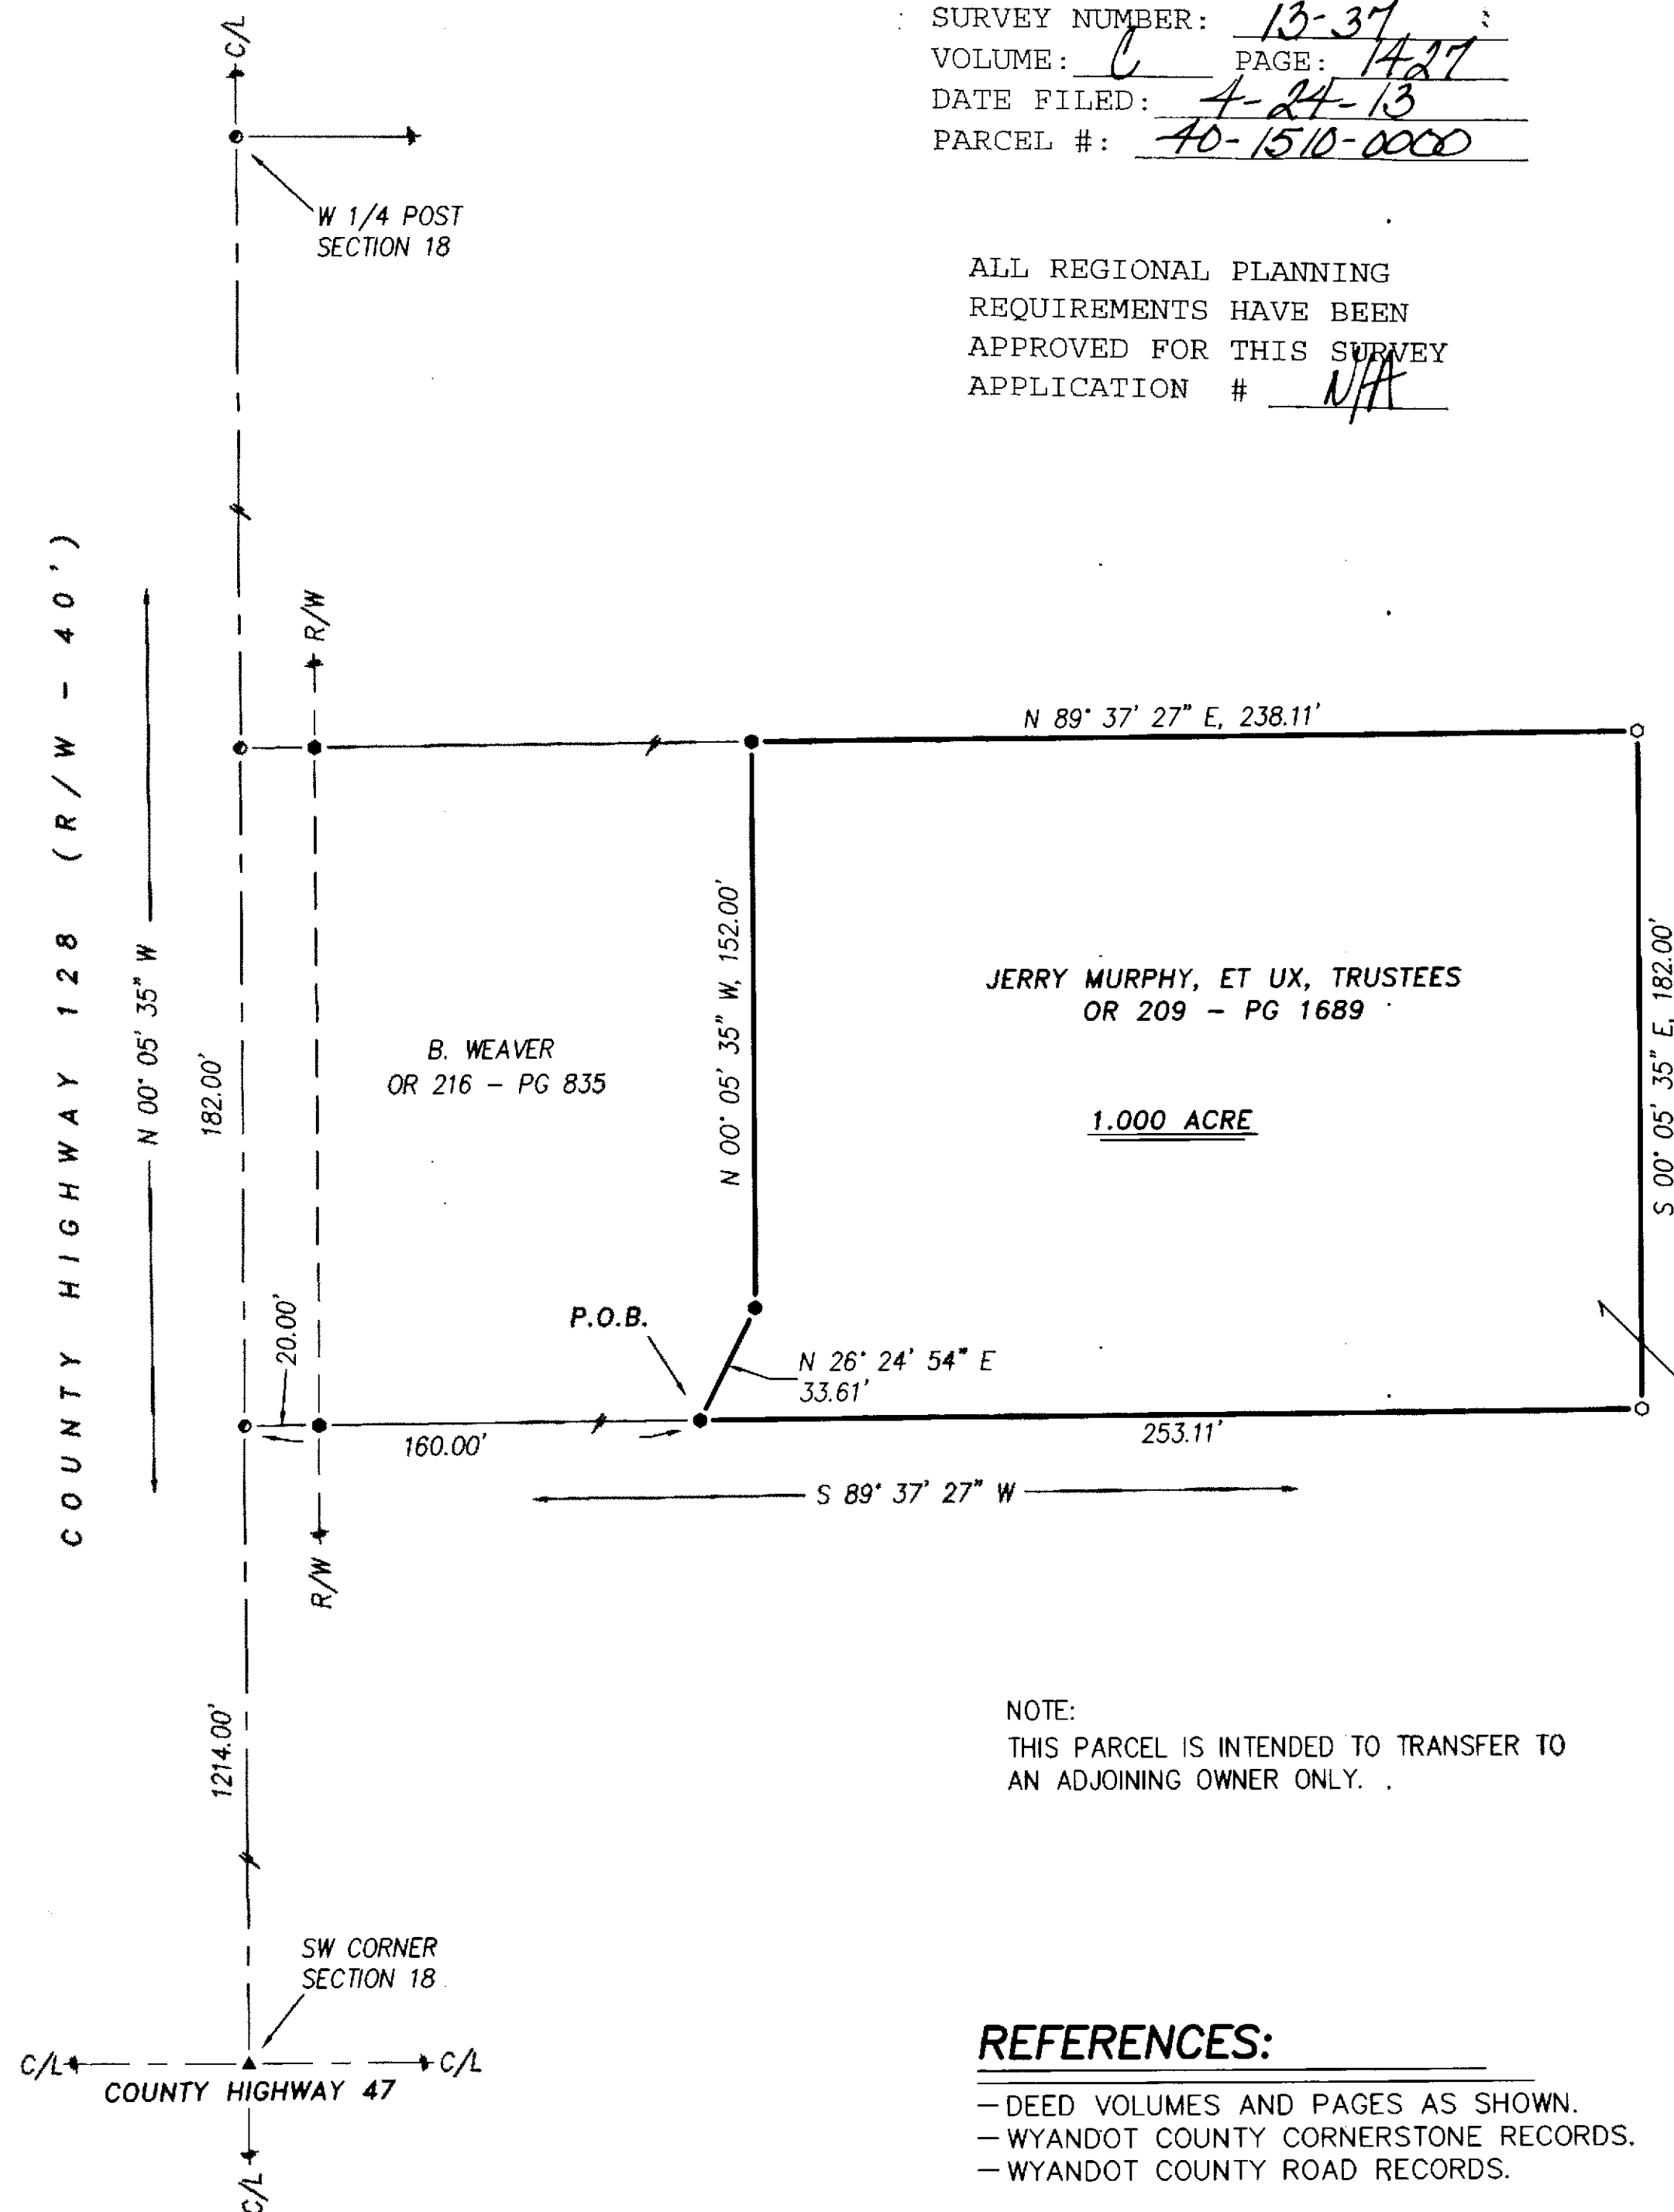 SURVEY NUMBER: 13-37
VOLUME: C PAGE: 1427
DATE FILED: 4-24-13
PARCEL #: 40-1510-0000
C/L
W 1/4 POST
SECTION 18
ALL REGIONAL PLANNING
REQUIREMENTS HAVE BEEN
APPROVED FOR THIS SURVEY
APPLICATION # N/A
COUNTY HIGHWAY 128 (R/W - 40')
N 00° 05' 35" W
182.00'
R/W
N 89° 37' 27" E, 238.11'
N 00° 05' 35" W, 152.00'
S 00° 05' 35" E, 182.00'
JERRY MURPHY, ET UX, TRUSTEES
OR 209 - PG 1689
1.000 ACRE
B. WEAVER
OR 216 - PG 835
20.00'
P.O.B.
N 26° 24' 54" E
33.61'
160.00'
253.11'
S 89° 37' 27" W
R/W
1214.00'
NOTE:
THIS PARCEL IS INTENDED TO TRANSFER TO
AN ADJOINING OWNER ONLY.
SW CORNER
SECTION 18
C/L
C/L
COUNTY HIGHWAY 47
C/L
REFERENCES:
- DEED VOLUMES AND PAGES AS SHOWN.
- WYANDOT COUNTY CORNERSTONE RECORDS.
- WYANDOT COUNTY ROAD RECORDS.